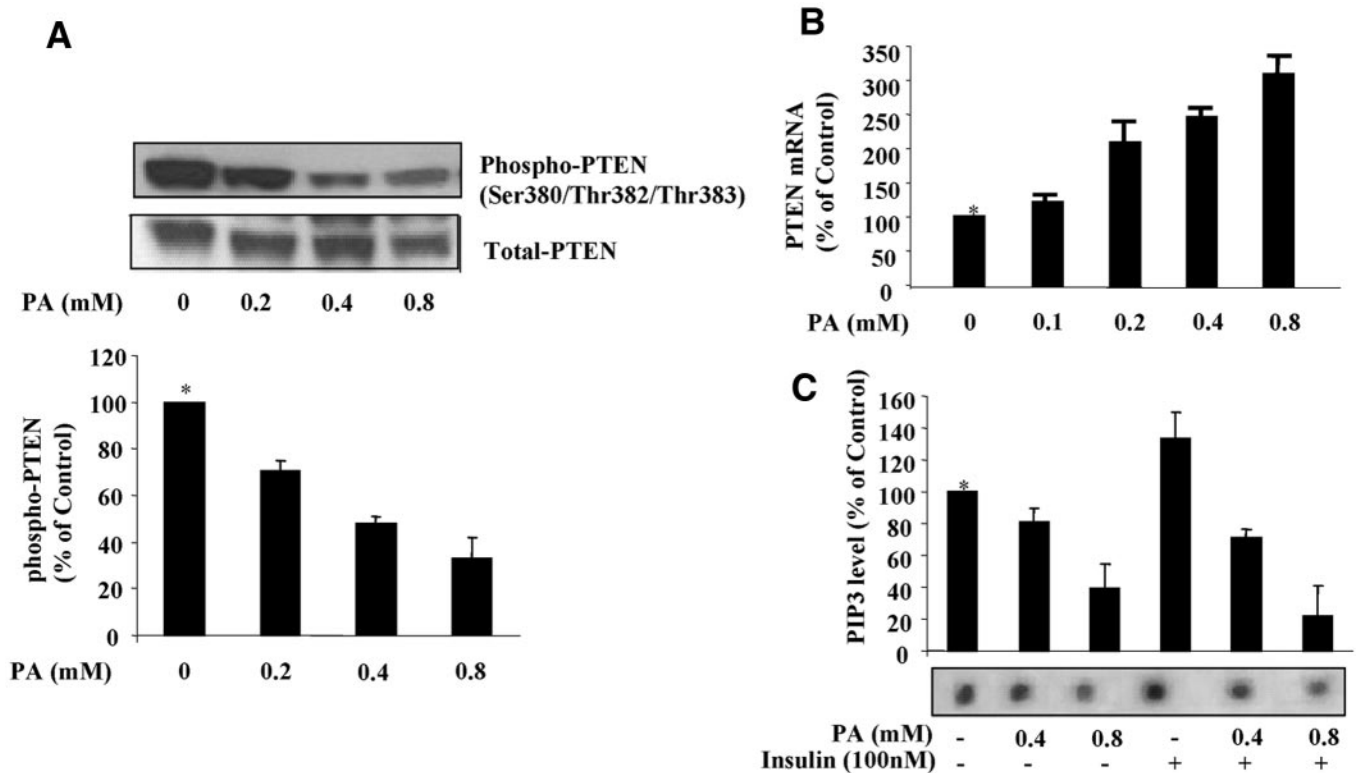 A
Phospho-PTEN
(Ser380/Thr382/Thr383)
Total-PTEN
PA (mM) 0 0.2 0.4 0.8
120
100
80
60
40
20
0
phospho-PTEN
(% of Control)
*
PA (mM) 0 0.2 0.4 0.8
B
350
300
250
200
150
100
50
0
PTEN mRNA
(% of Control)
*
PA (mM) 0 0.1 0.2 0.4 0.8
C
160
140
120
100
80
60
40
20
0
PIP3 level (% of Control)
*
PA (mM) - 0.4 0.8 - 0.4 0.8
Insulin (100nM) - - - + + +